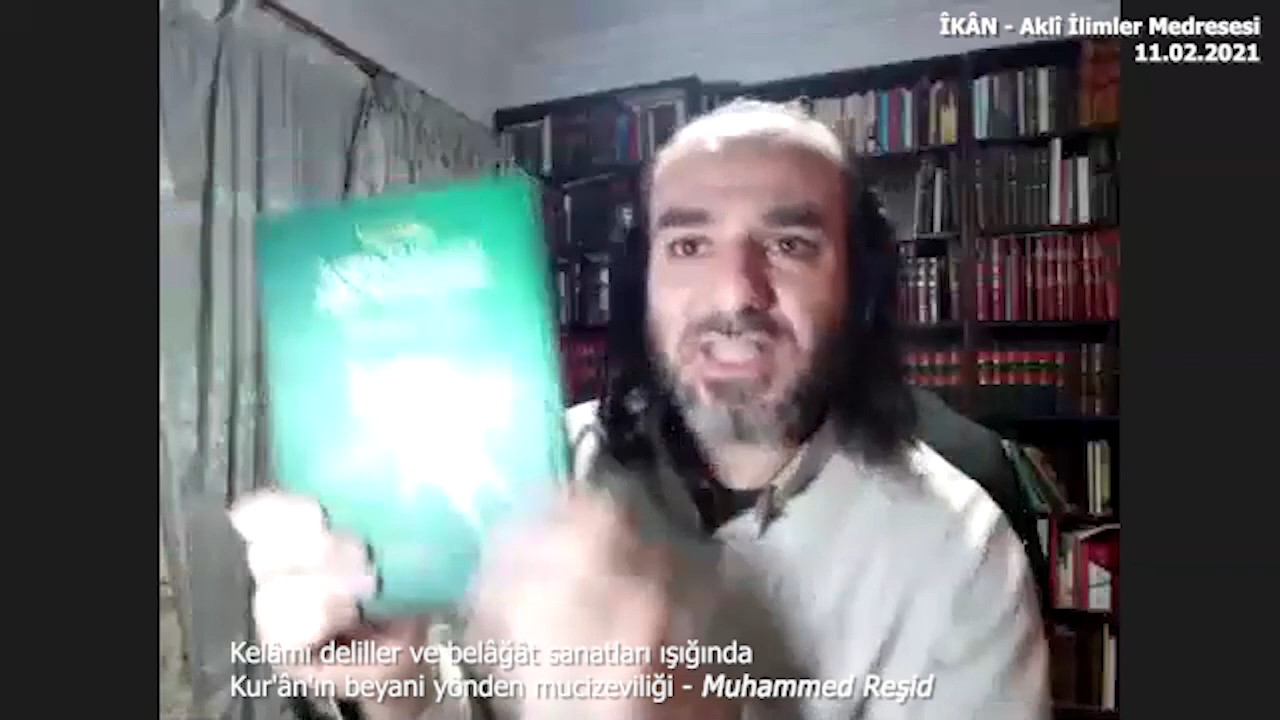 ÎKÂN - Aklî İlimler Medresesi
11.02.2021
Kelâmî deliller ve belâğât sanatları ışığında
Kur'ân'ın beyani yönden mucizeviliği - Muhammed Reşid